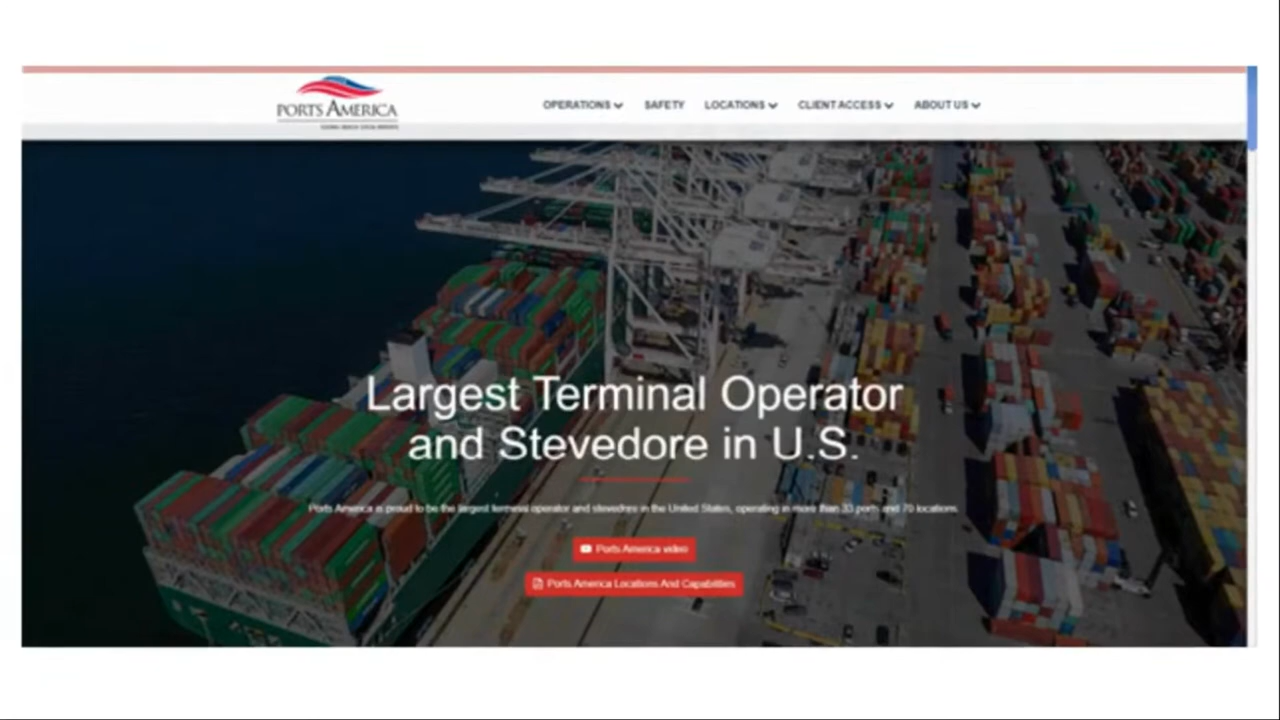 PORTS AMERICA
OPERATIONS
SAFETY
LOCATIONS
CLIENT ACCESS
ABOUT US
Largest Terminal Operator
and Stevedore in U.S.
Ports America is proud to be the largest terminal operator and stevedore in the United States, operating in more than 33 ports and 70 locations.
Ports America video
Ports America Locations And Capabilities